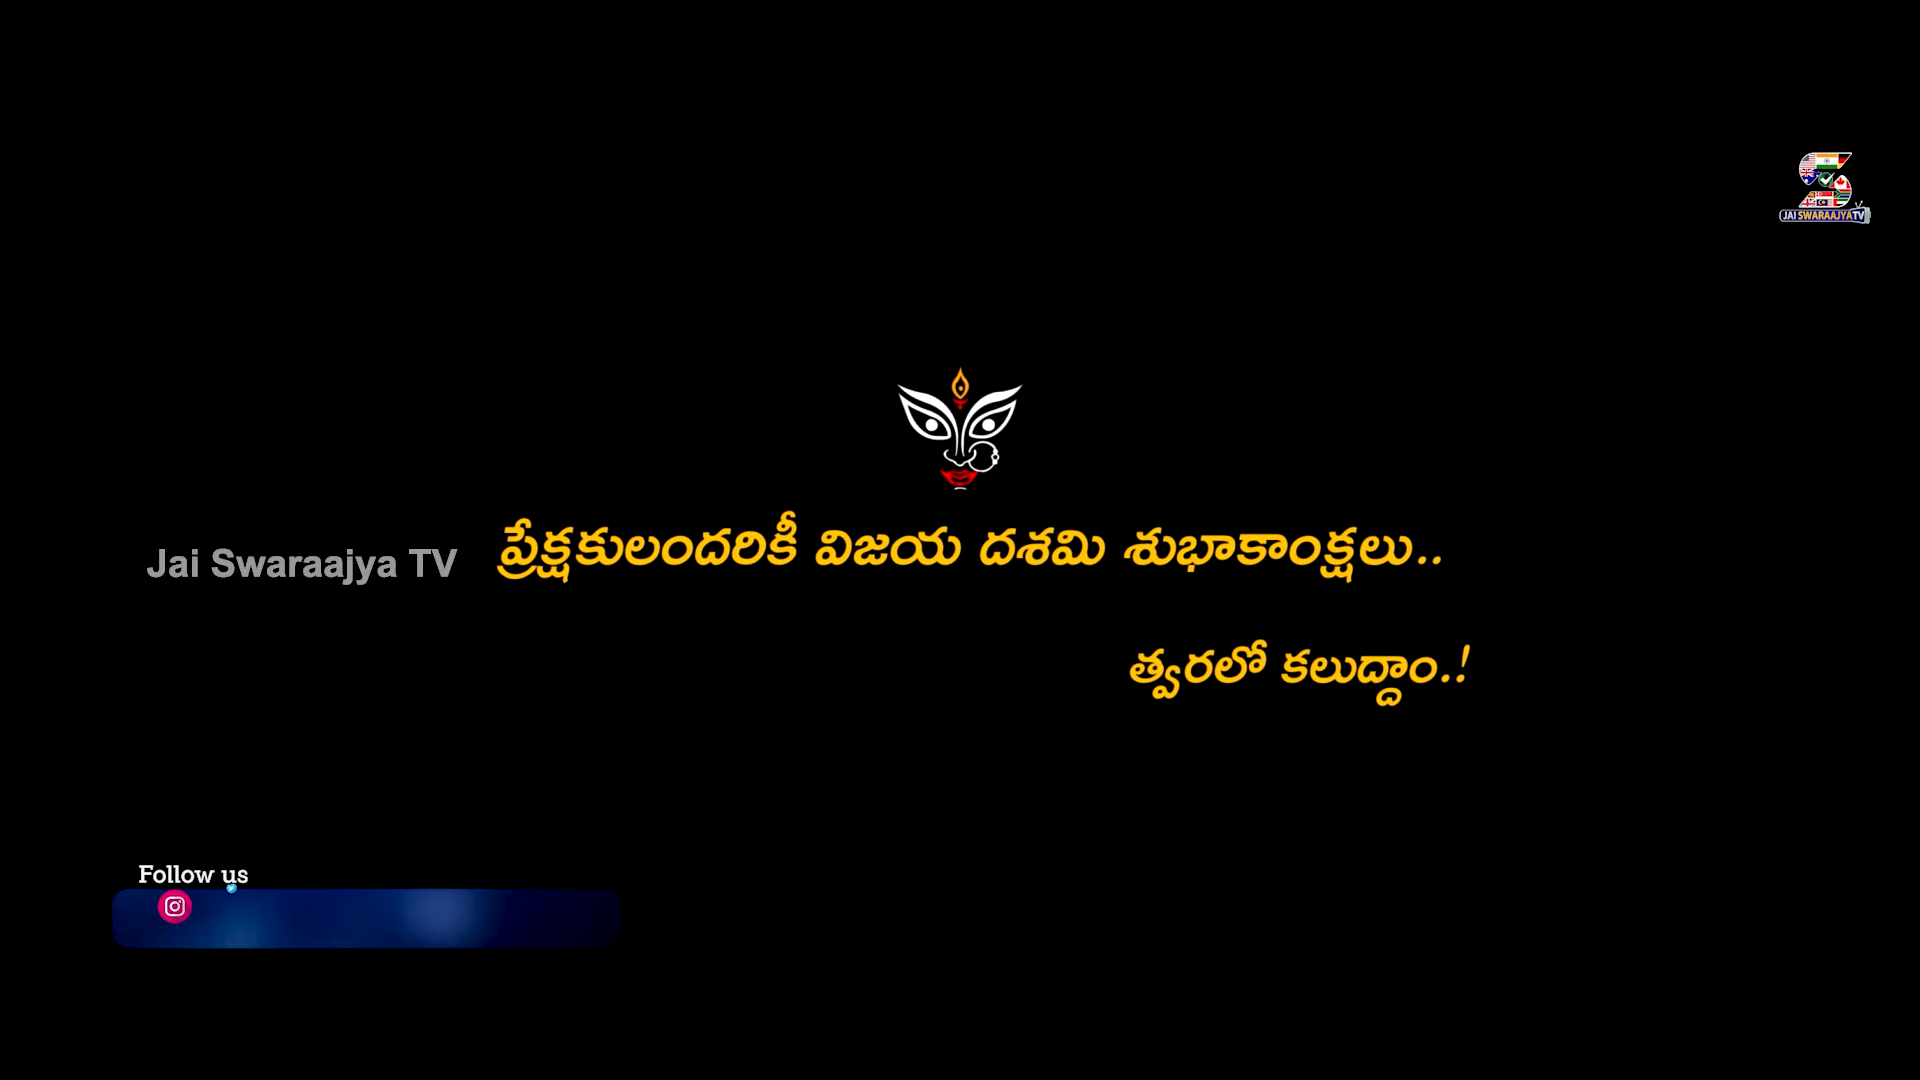 JAI SWARAAJYA TV
ప్రేక్షకులందరికీ విజయ దశమి శుభాకాంక్షలు..
Jai Swaraajya TV
త్వరలో కలుద్దాం.!
Follow us